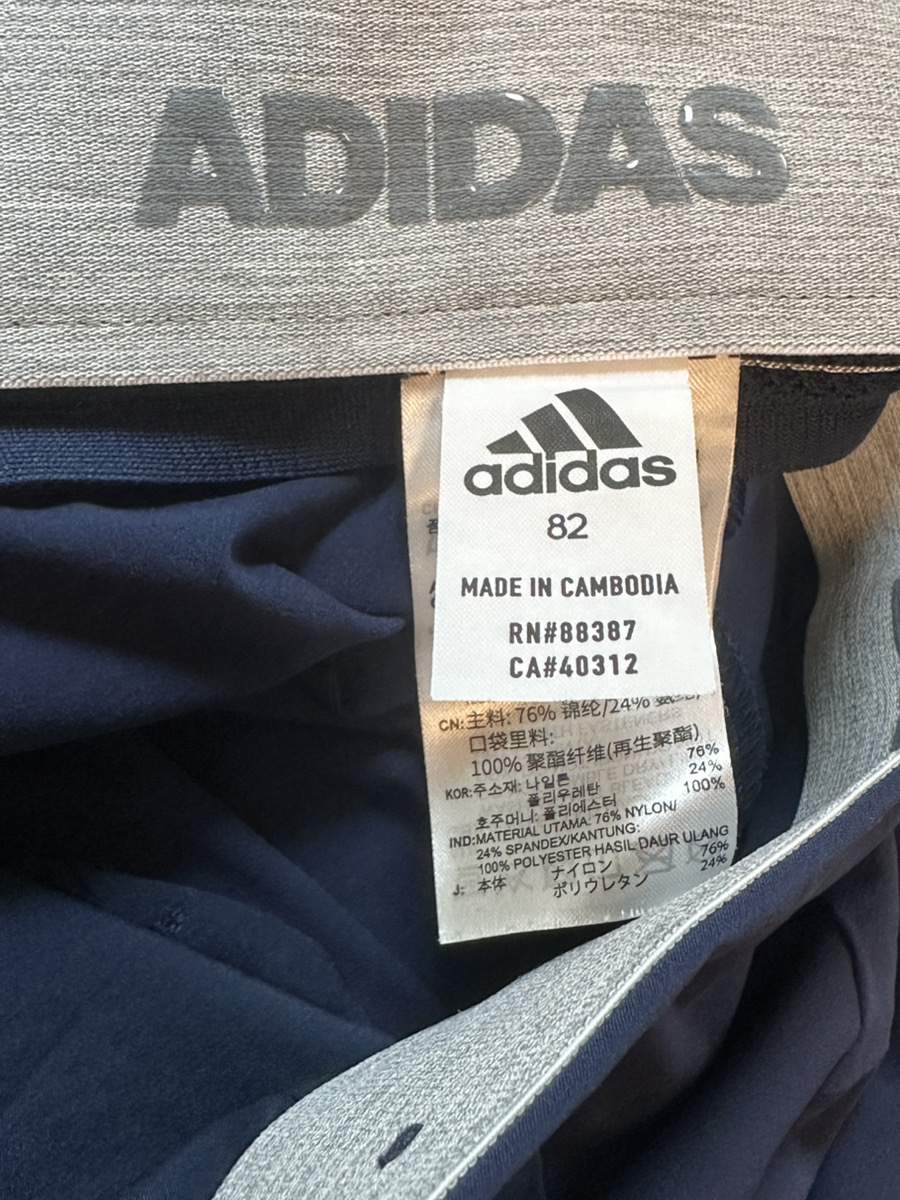 ADIDAS
adidas
82
MADE IN CAMBODIA
RN#88387
CA#40312
CN:主料: 76% 锦纶/24%
口袋里料:
100% 聚酯纤维(再生聚酯)
KOR:주소재: 나일론 76%
폴리우레탄 24%
호주머니: 폴리에스터 100%
IND:MATERIAL UTAMA: 76% NYLON/
24% SPANDEX/KANTUNG:
100% POLYESTER HASIL DAUR ULANG
J: 本体 ナイロン 76%
ポリウレタン 24%